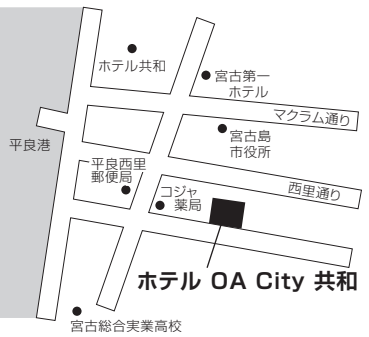 ホテル共和
宮古第一
ホテル
マクラム通り
宮古島
市役所
平良港
平良西里
郵便局
西里通り
コジャ
薬局
ホテル OA City 共和
宮古総合実業高校